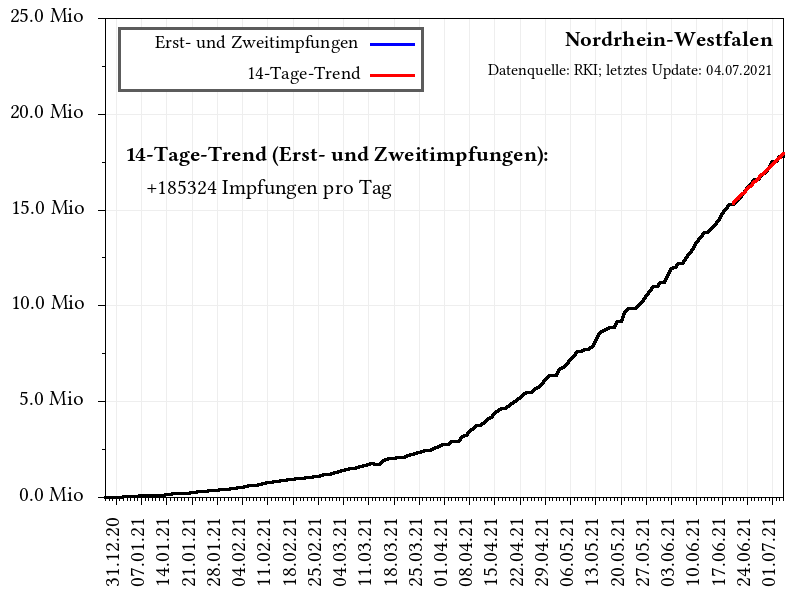 25.0 Mio
20.0 Mio
15.0 Mio
10.0 Mio
5.0 Mio
0.0 Mio
Erst- und Zweitimpfungen
14-Tage-Trend
Nordrhein-Westfalen
Datenquelle: RKI; letztes Update: 04.07.2021
14-Tage-Trend (Erst- und Zweitimpfungen):
+185324 Impfungen pro Tag
31.12.20
07.01.21
14.01.21
21.01.21
28.01.21
04.02.21
11.02.21
18.02.21
25.02.21
04.03.21
11.03.21
18.03.21
25.03.21
01.04.21
08.04.21
15.04.21
22.04.21
29.04.21
06.05.21
13.05.21
20.05.21
27.05.21
03.06.21
10.06.21
17.06.21
24.06.21
01.07.21